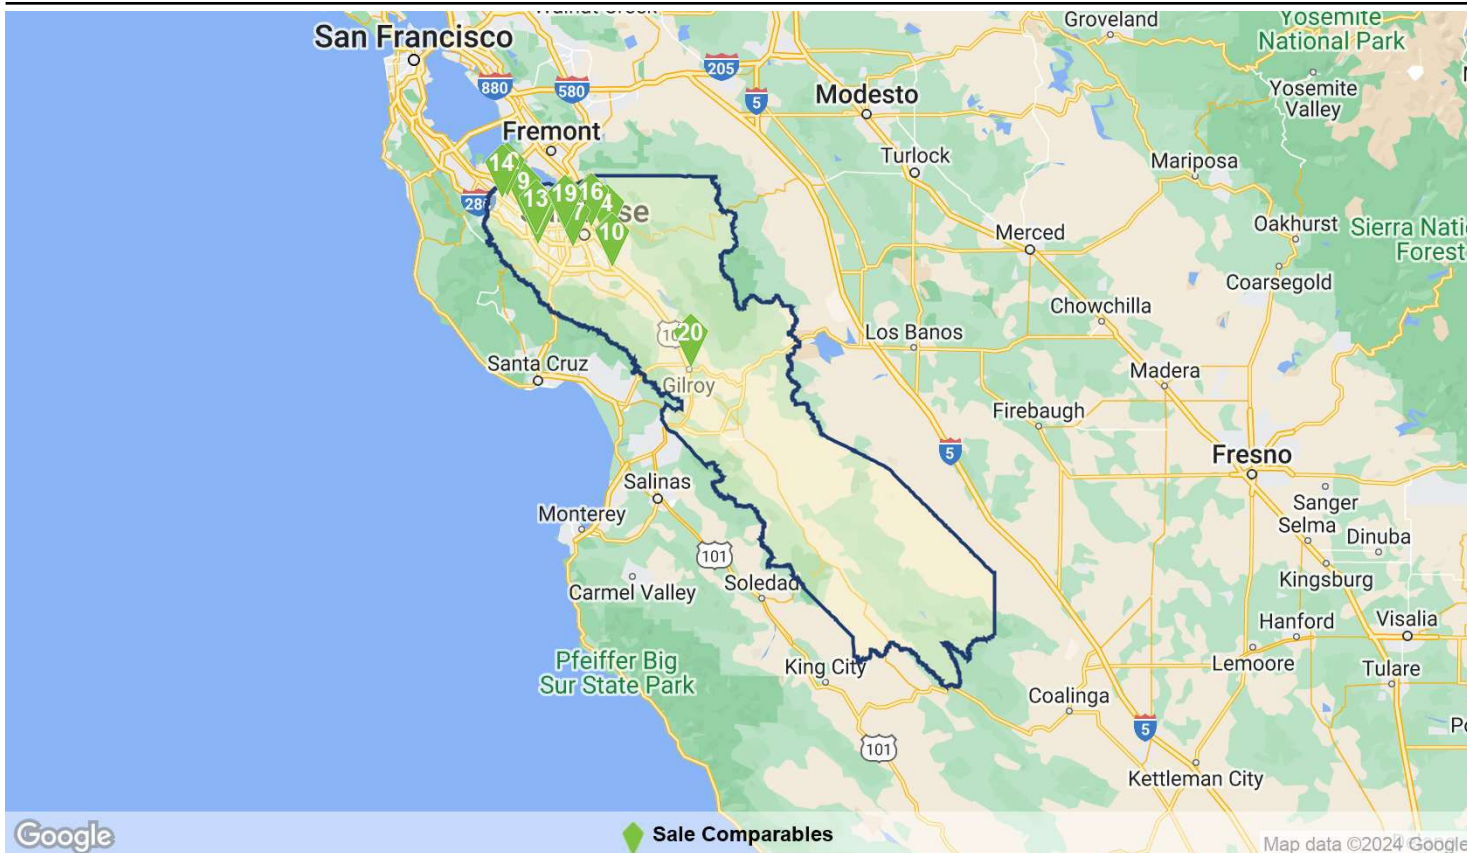 Groveland
Yosemite
National Park
San Francisco
205
880
580
5
Modesto
Yosemite
Valley
Fremont
Turlock
Mariposa
14
9
13
19
16
4
7
10
280
Oakhurst
Merced
Coarsegold
Chowchilla
20
Los Banos
Santa Cruz
Gilroy
Madera
Firebaugh
5
Fresno
Salinas
Sanger
Monterey
Selma
Dinuba
101
Soledad
Kingsburg
Carmel Valley
Hanford
Visalia
Pfeiffer Big
Sur State Park
King City
Lemoore
Tulare
Coalinga
5
101
Kettleman City
Google
Sale Comparables
Map data ©2024 Google